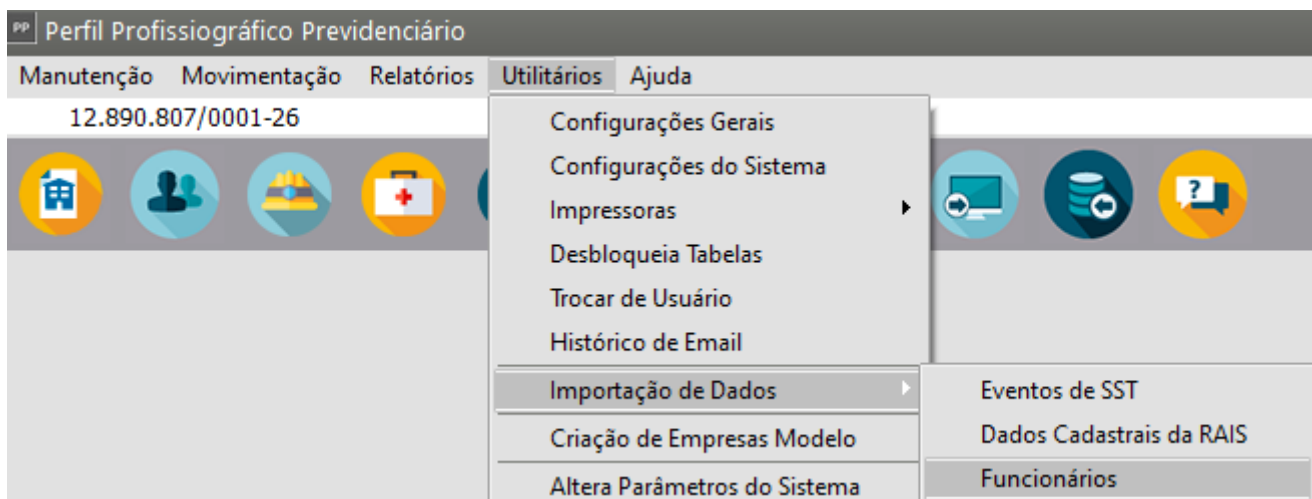 PP Perfil Profissiográfico Previdenciário
Manutenção Movimentação Relatórios Utilitários Ajuda
12.890.807/0001-26
Configurações Gerais
Configurações do Sistema
Impressoras
Desbloqueia Tabelas
Trocar de Usuário
Histórico de Email
Importação de Dados
Eventos de SST
Criação de Empresas Modelo
Dados Cadastrais da RAIS
Altera Parâmetros do Sistema
Funcionários
?